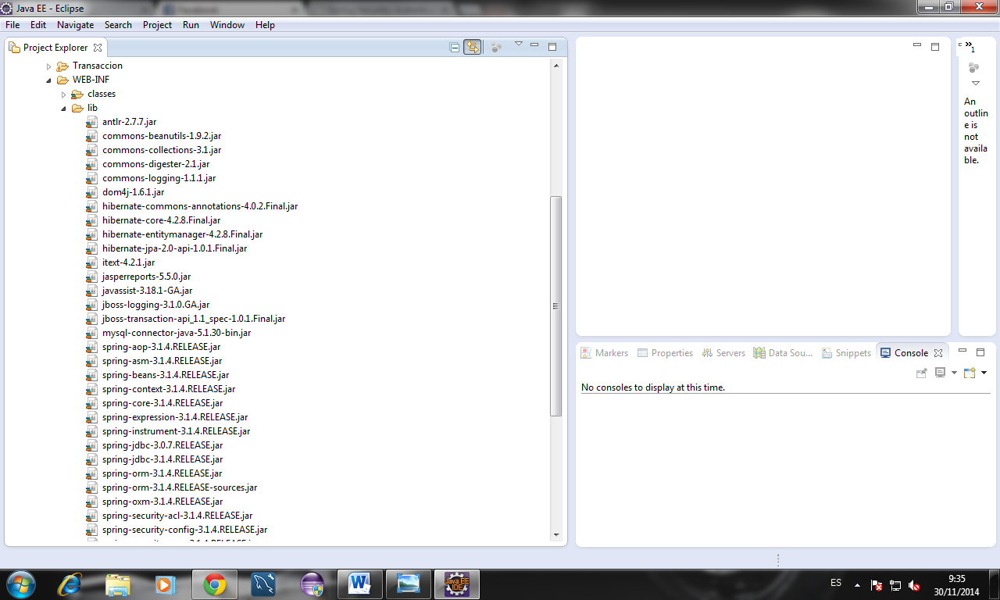 Java EE - Eclipse
File Edit Navigate Search Project Run Window Help
Project Explorer
Transaccion
WEB-INF
classes
lib
antlr-2.7.7.jar
commons-beanutils-1.9.2.jar
commons-collections-3.1.jar
commons-digester-2.1.jar
commons-logging-1.1.1.jar
dom4j-1.6.1.jar
hibernate-commons-annotations-4.0.2.Final.jar
hibernate-core-4.2.8.Final.jar
hibernate-entitymanager-4.2.8.Final.jar
hibernate-jpa-2.0-api-1.0.1.Final.jar
itext-4.2.1.jar
jasperreports-5.5.0.jar
javassist-3.18.1-GA.jar
jboss-logging-3.1.0.GA.jar
jboss-transaction-api_1.1_spec-1.0.1.Final.jar
mysql-connector-java-5.1.30-bin.jar
spring-aop-3.1.4.RELEASE.jar
spring-asm-3.1.4.RELEASE.jar
spring-beans-3.1.4.RELEASE.jar
spring-context-3.1.4.RELEASE.jar
spring-core-3.1.4.RELEASE.jar
spring-expression-3.1.4.RELEASE.jar
spring-instrument-3.1.4.RELEASE.jar
spring-jdbc-3.0.7.RELEASE.jar
spring-jdbc-3.1.4.RELEASE.jar
spring-orm-3.1.4.RELEASE.jar
spring-orm-3.1.4.RELEASE-sources.jar
spring-oxm-3.1.4.RELEASE.jar
spring-security-acl-3.1.4.RELEASE.jar
spring-security-config-3.1.4.RELEASE.jar
»1
An
outlin
e is
not
availa
ble.
Markers Properties Servers Data Sou... Snippets Console
No consoles to display at this time.
Java EE
IDE
ES
9:35
30/11/2014